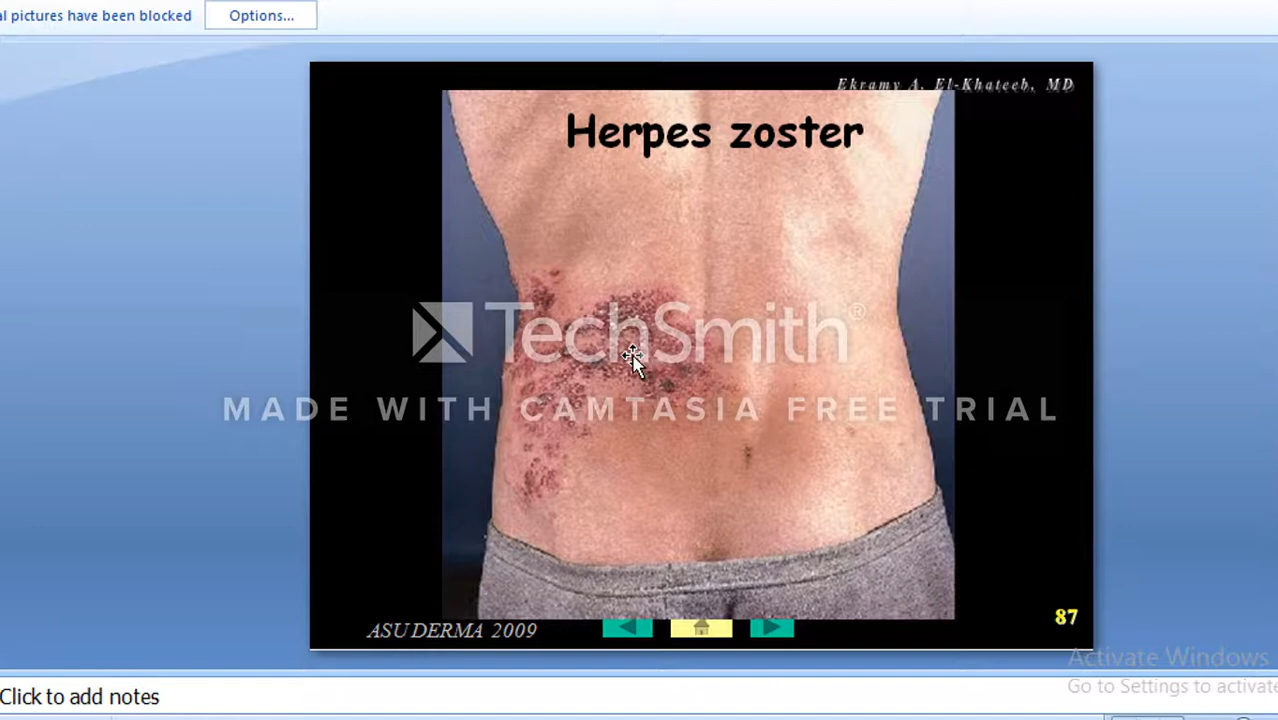 al pictures have been blocked
Options...
Ekramy A. El-Khateeb, MD
Herpes zoster
TechSmith®
MADE WITH CAMTASIA FREE TRIAL
87
ASU DERMA 2009
Activate Windows
Go to Settings to activate
Click to add notes